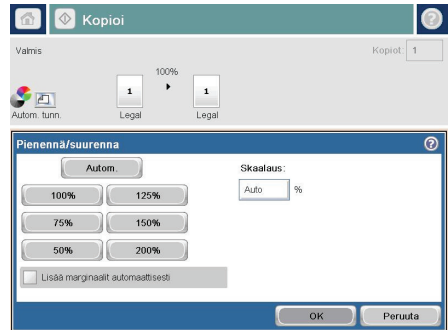 Kopioi
Valmis
Kopiot: 1
100%
1 1
Autom. tunn. Legal Legal
Pienennä/suurenna
Autom. Skaalaus:
100% 125% Auto %
75% 150%
50% 200%
Lisää marginaalit automaattisesti
OK Peruuta